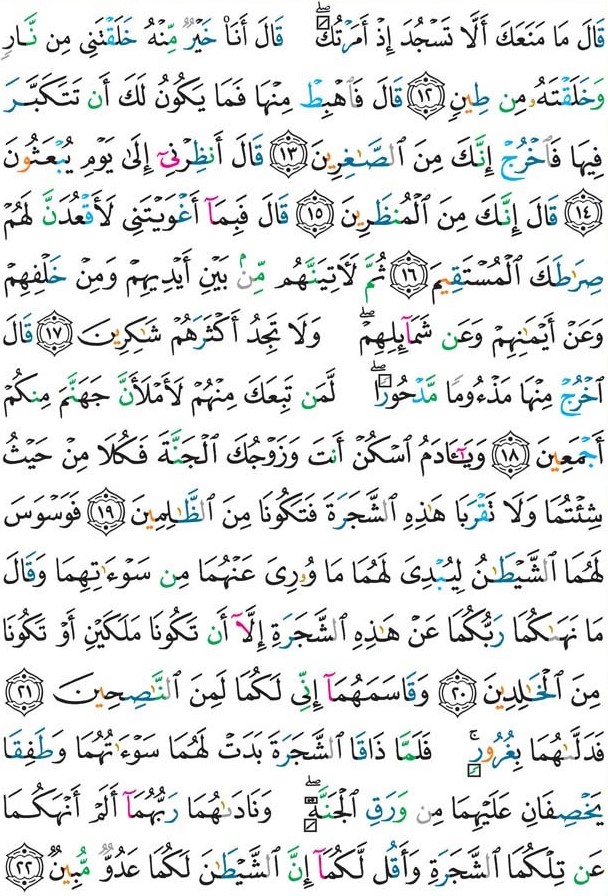 قَالَ مَا مَنَعَكَ أَلَّا تَسْجُدَ إِذْ أَمَرْتُكَ ۖ قَالَ أَنَا۠ خَيْرٌ مِّنْهُ خَلَقْتَنِى مِن نَّارٍ
وَخَلَقْتَهُۥ مِن طِينٍ ﴿١٢﴾ قَالَ فَٱهْبِطْ مِنْهَا فَمَا يَكُونُ لَكَ أَن تَتَكَبَّرَ
فِيهَا فَٱخْرُجْ إِنَّكَ مِنَ ٱلصَّـٰغِرِينَ ﴿١٣﴾ قَالَ أَنظِرْنِىٓ إِلَىٰ يَوْمِ يُبْعَثُونَ
﴿١٤﴾ قَالَ إِنَّكَ مِنَ ٱلْمُنظَرِينَ ﴿١٥﴾ قَالَ فَبِمَآ أَغْوَيْتَنِى لَأَقْعُدَنَّ لَهُمْ
صِرَٰطَكَ ٱلْمُسْتَقِيمَ ﴿١٦﴾ ثُمَّ لَـَٔاتِيَنَّهُم مِّنۢ بَيْنِ أَيْدِيهِمْ وَمِنْ خَلْفِهِمْ
وَعَنْ أَيْمَـٰنِهِمْ وَعَن شَمَآئِلِهِمْ ۖ وَلَا تَجِدُ أَكْثَرَهُمْ شَـٰكِرِينَ ﴿١٧﴾ قَالَ
ٱخْرُجْ مِنْهَا مَذْءُومًا مَّدْحُورًا ۖ لَّمَن تَبِعَكَ مِنْهُمْ لَأَمْلَأَنَّ جَهَنَّمَ مِنكُمْ
أَجْمَعِينَ ﴿١٨﴾ وَيَـٰٓـَٔادَمُ ٱسْكُنْ أَنتَ وَزَوْجُكَ ٱلْجَنَّةَ فَكُلَا مِنْ حَيْثُ
شِئْتُمَا وَلَا تَقْرَبَا هَـٰذِهِ ٱلشَّجَرَةَ فَتَكُونَا مِنَ ٱلظَّـٰلِمِينَ ﴿١٩﴾ فَوَسْوَسَ
لَهُمَا ٱلشَّيْطَـٰنُ لِيُبْدِىَ لَهُمَا مَا وُۥرِىَ عَنْهُمَا مِن سَوْءَٰتِهِمَا وَقَالَ
مَا نَهَىٰكُمَا رَبُّكُمَا عَنْ هَـٰذِهِ ٱلشَّجَرَةِ إِلَّآ أَن تَكُونَا مَلَكَيْنِ أَوْ تَكُونَا
مِنَ ٱلْخَـٰلِدِينَ ﴿٢٠﴾ وَقَاسَمَهُمَآ إِنِّى لَكُمَا لَمِنَ ٱلنَّـٰصِحِينَ ﴿٢١﴾
فَدَلَّىٰهُمَا بِغُرُورٍ ۚ فَلَمَّا ذَاقَا ٱلشَّجَرَةَ بَدَتْ لَهُمَا سَوْءَٰتُهُمَا وَطَفِقَا
يَخْصِفَانِ عَلَيْهِمَا مِن وَرَقِ ٱلْجَنَّةِ ۖ وَنَادَىٰهُمَا رَبُّهُمَآ أَلَمْ أَنْهَكُمَا
عَن تِلْكُمَا ٱلشَّجَرَةِ وَأَقُل لَّكُمَآ إِنَّ ٱلشَّيْطَـٰنَ لَكُمَا عَدُوٌّ مُّبِينٌ ﴿٢٢﴾